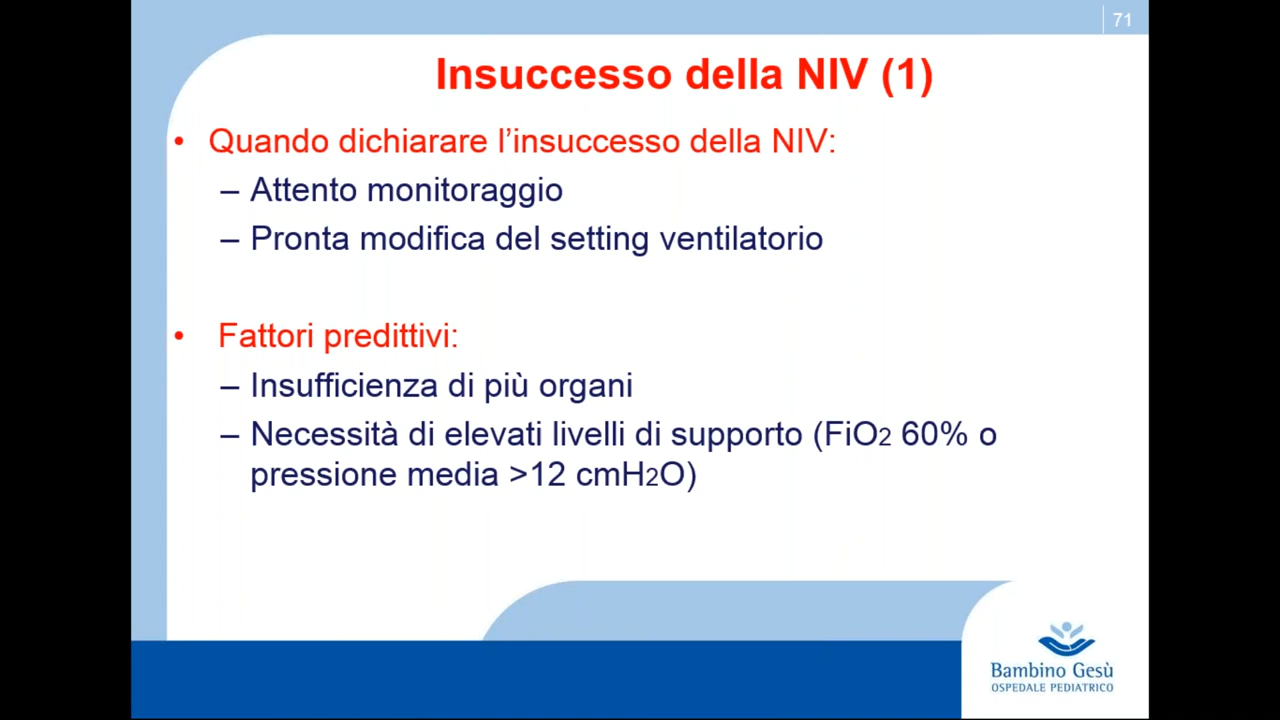 71
Insuccesso della NIV (1)
• Quando dichiarare l’insuccesso della NIV:
– Attento monitoraggio
– Pronta modifica del setting ventilatorio
• Fattori predittivi:
– Insufficienza di più organi
– Necessità di elevati livelli di supporto (FiO2 60% o
pressione media >12 cmH2O)
Bambino Gesù
OSPEDALE PEDIATRICO